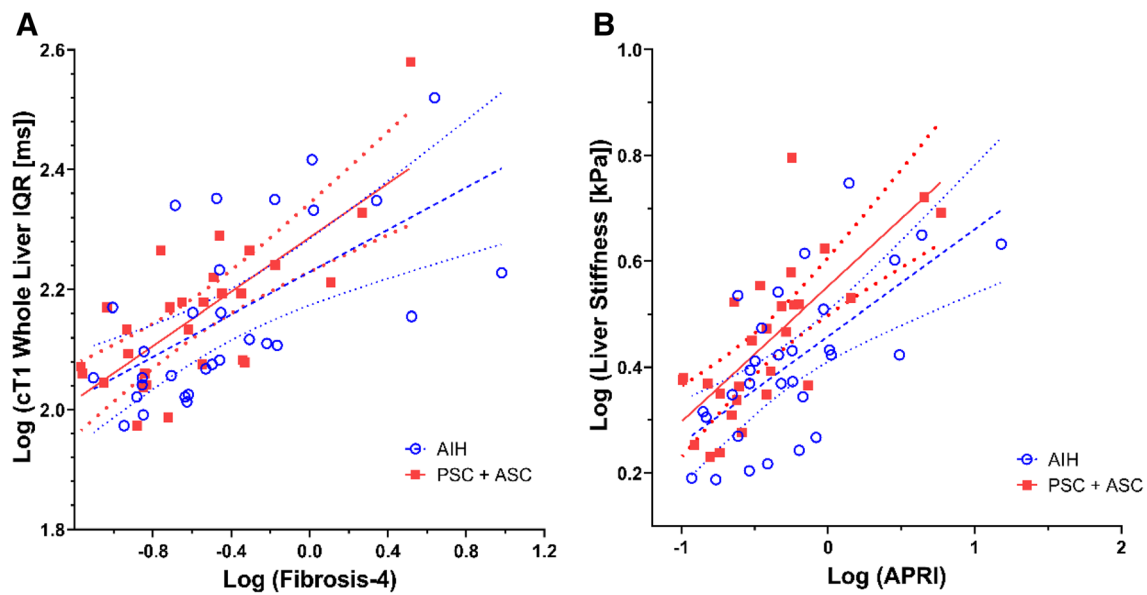 A
Log (cT1 Whole Liver IQR [ms])
2.6
2.4
2.2
2.0
1.8
-0.8 -0.4 0.0 0.4 0.8 1.2
Log (Fibrosis-4)
AIH
PSC + ASC
B
Log (Liver Stiffness [kPa])
1.0
0.8
0.6
0.4
0.2
-1 0 1 2
Log (APRI)
AIH
PSC + ASC